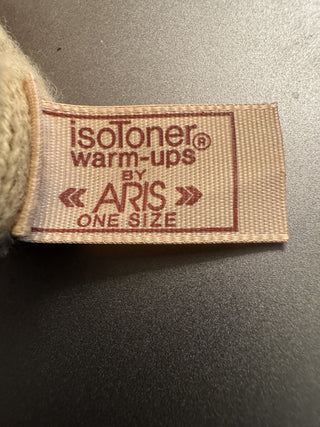 isoToner®
warm-ups
BY
« ARIS »
ONE SIZE